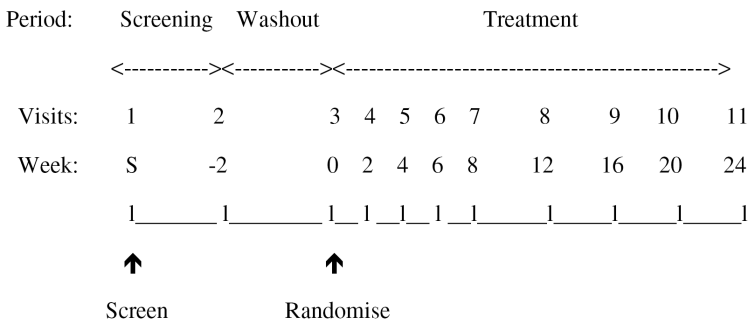 Period: Screening Washout Treatment
<----------><----------><------------------------------------------------>
Visits: 1 2 3 4 5 6 7 8 9 10 11
Week: S -2 0 2 4 6 8 12 16 20 24
1_______1________1__1__1__1__1______1_____1_____1_____1
Screen Randomise